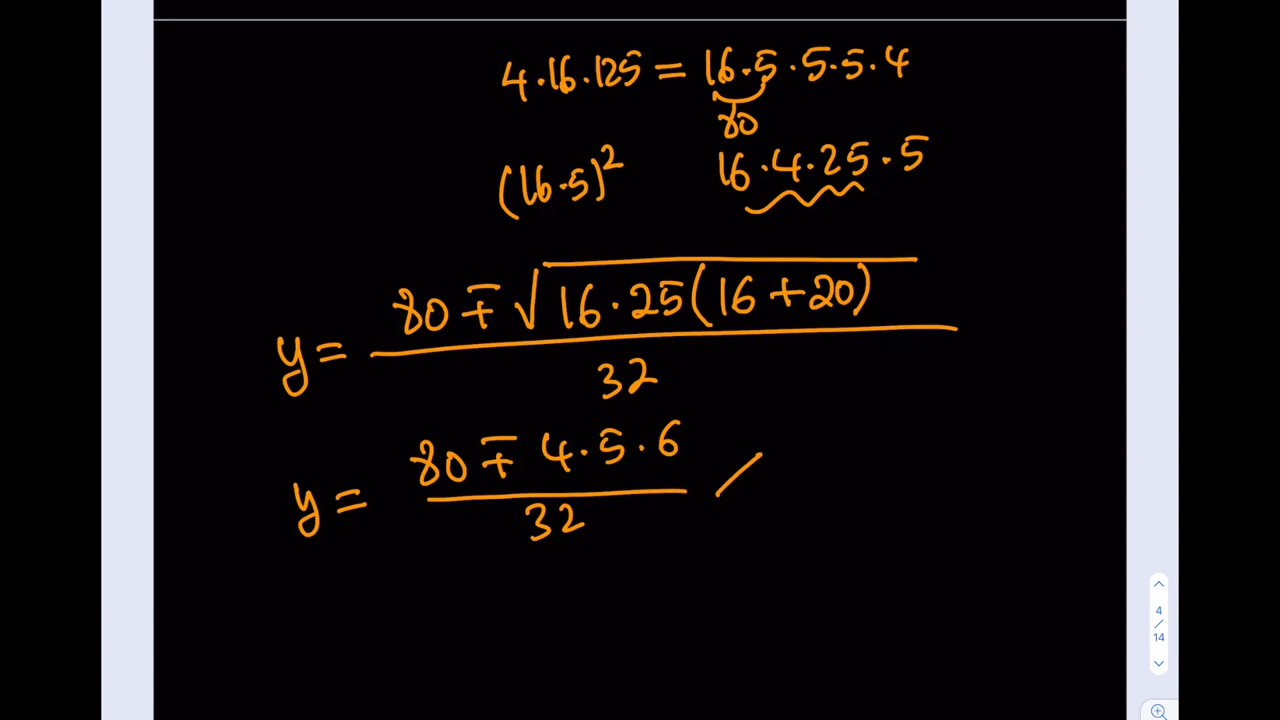 4·16·125 = 16·5·5·5·4
80
(16·5)² 16·4·25·5
y = (80 ∓ √(16·25(16+20))) / 32
y = (80 ∓ 4·5·6) / 32 /
4
/
14